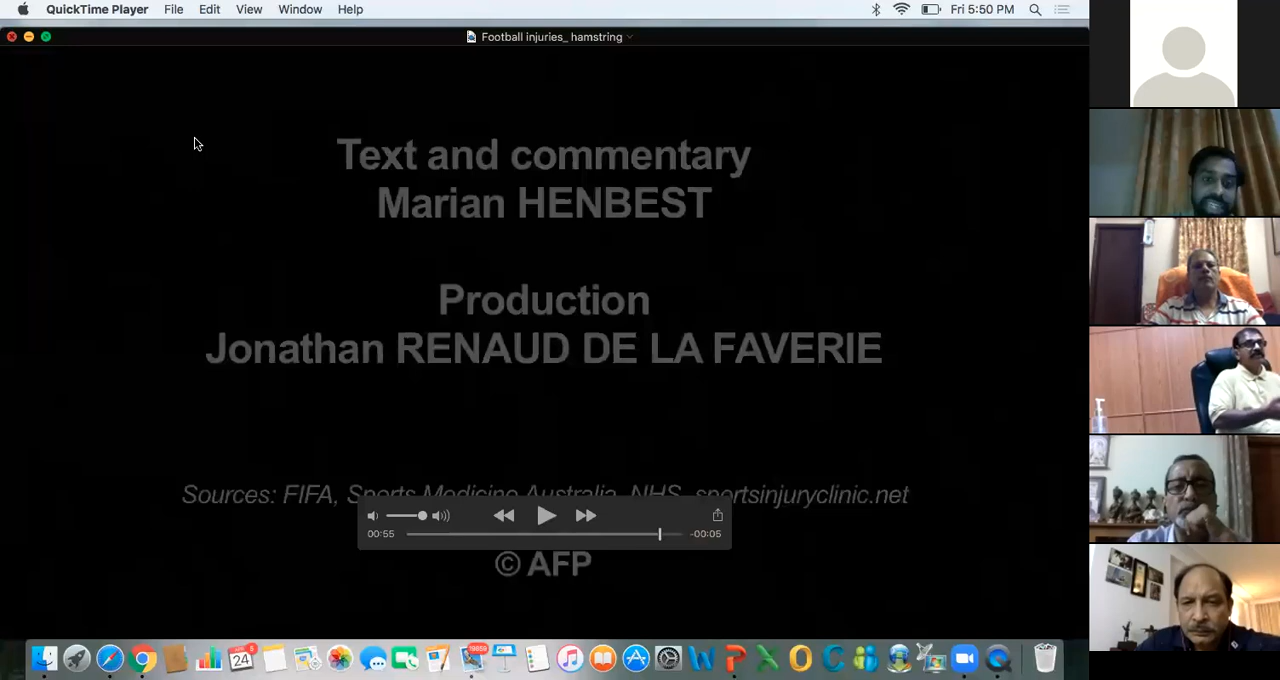 QuickTime Player File Edit View Window Help Fri 5:50 PM
Football injuries_ hamstring
Text and commentary
Marian HENBEST
Production
Jonathan RENAUD DE LA FAVERIE
Sources: FIFA, Sports Medicine Australia, NHS, sportsinjuryclinic.net
00:55 -00:05
© AFP
24